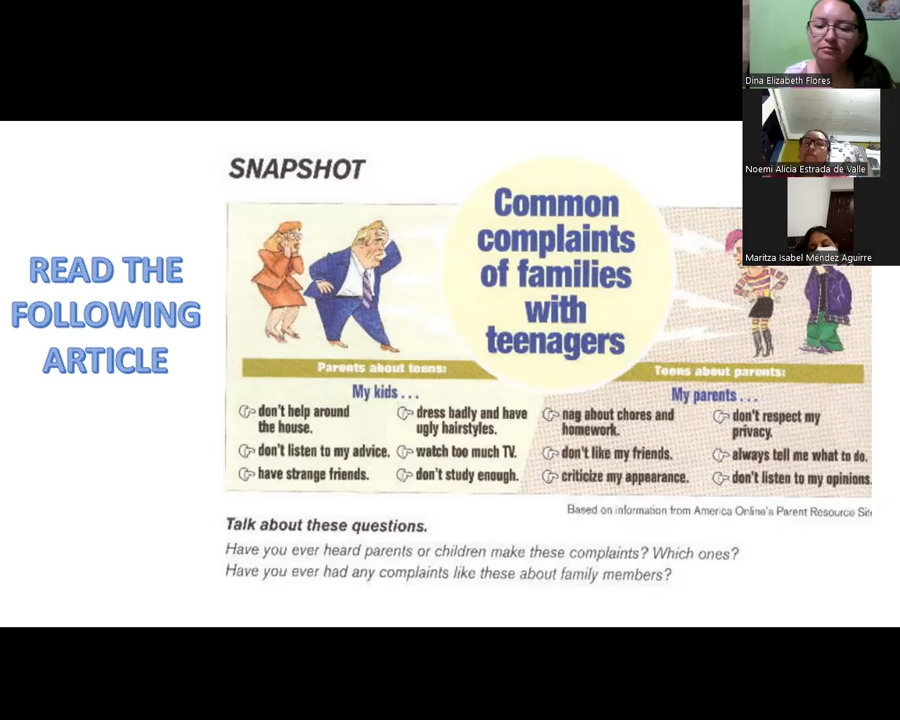 Dina Elizabeth Flores
Noemi Alicia Estrada de Valle
Maritza Isabel Méndez Aguirre
READ THE
FOLLOWING
ARTICLE
SNAPSHOT
Common
complaints
of families
with
teenagers
Parents about teens:
My kids . . .
don't help around
the house.
don't listen to my advice.
have strange friends.
dress badly and have
ugly hairstyles.
watch too much TV.
don't study enough.
Teens about parents:
My parents . . .
nag about chores and
homework.
don't like my friends.
criticize my appearance.
don't respect my
privacy.
always tell me what to do.
don't listen to my opinions.
Based on information from America Online's Parent Resource
Talk about these questions.
Have you ever heard parents or children make these complaints? Which ones?
Have you ever had any complaints like these about family members?